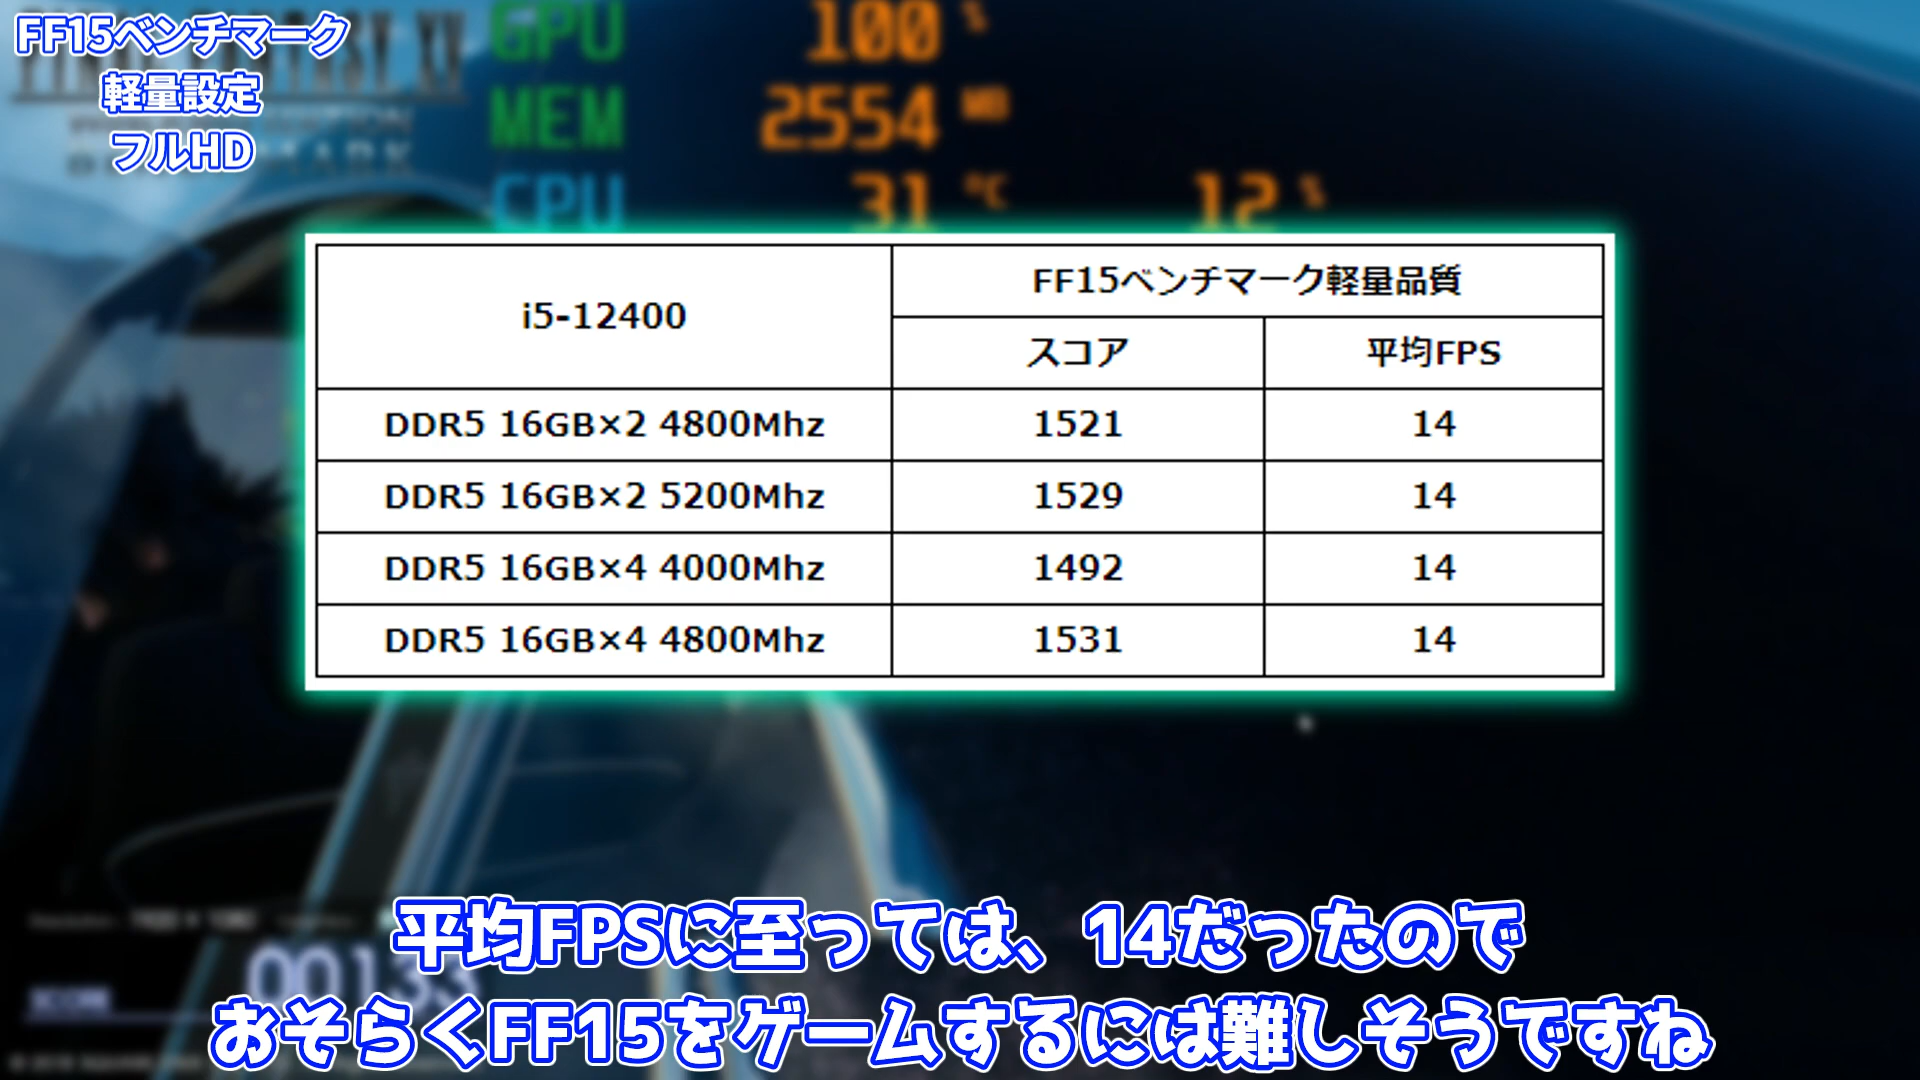 FF15ベンチマーク
軽量設定
フルHD
GPU 100 %
MEM 2554 MB
CPU 31 ℃ 12 %
i5-12400
FF15ベンチマーク軽量品質
スコア 平均FPS
DDR5 16GB×2 4800Mhz 1521 14
DDR5 16GB×2 5200Mhz 1529 14
DDR5 16GB×4 4000Mhz 1492 14
DDR5 16GB×4 4800Mhz 1531 14
平均FPSに至っては、14だったので
SCORE 00133
おそらくFF15をゲームするには難しそうですね